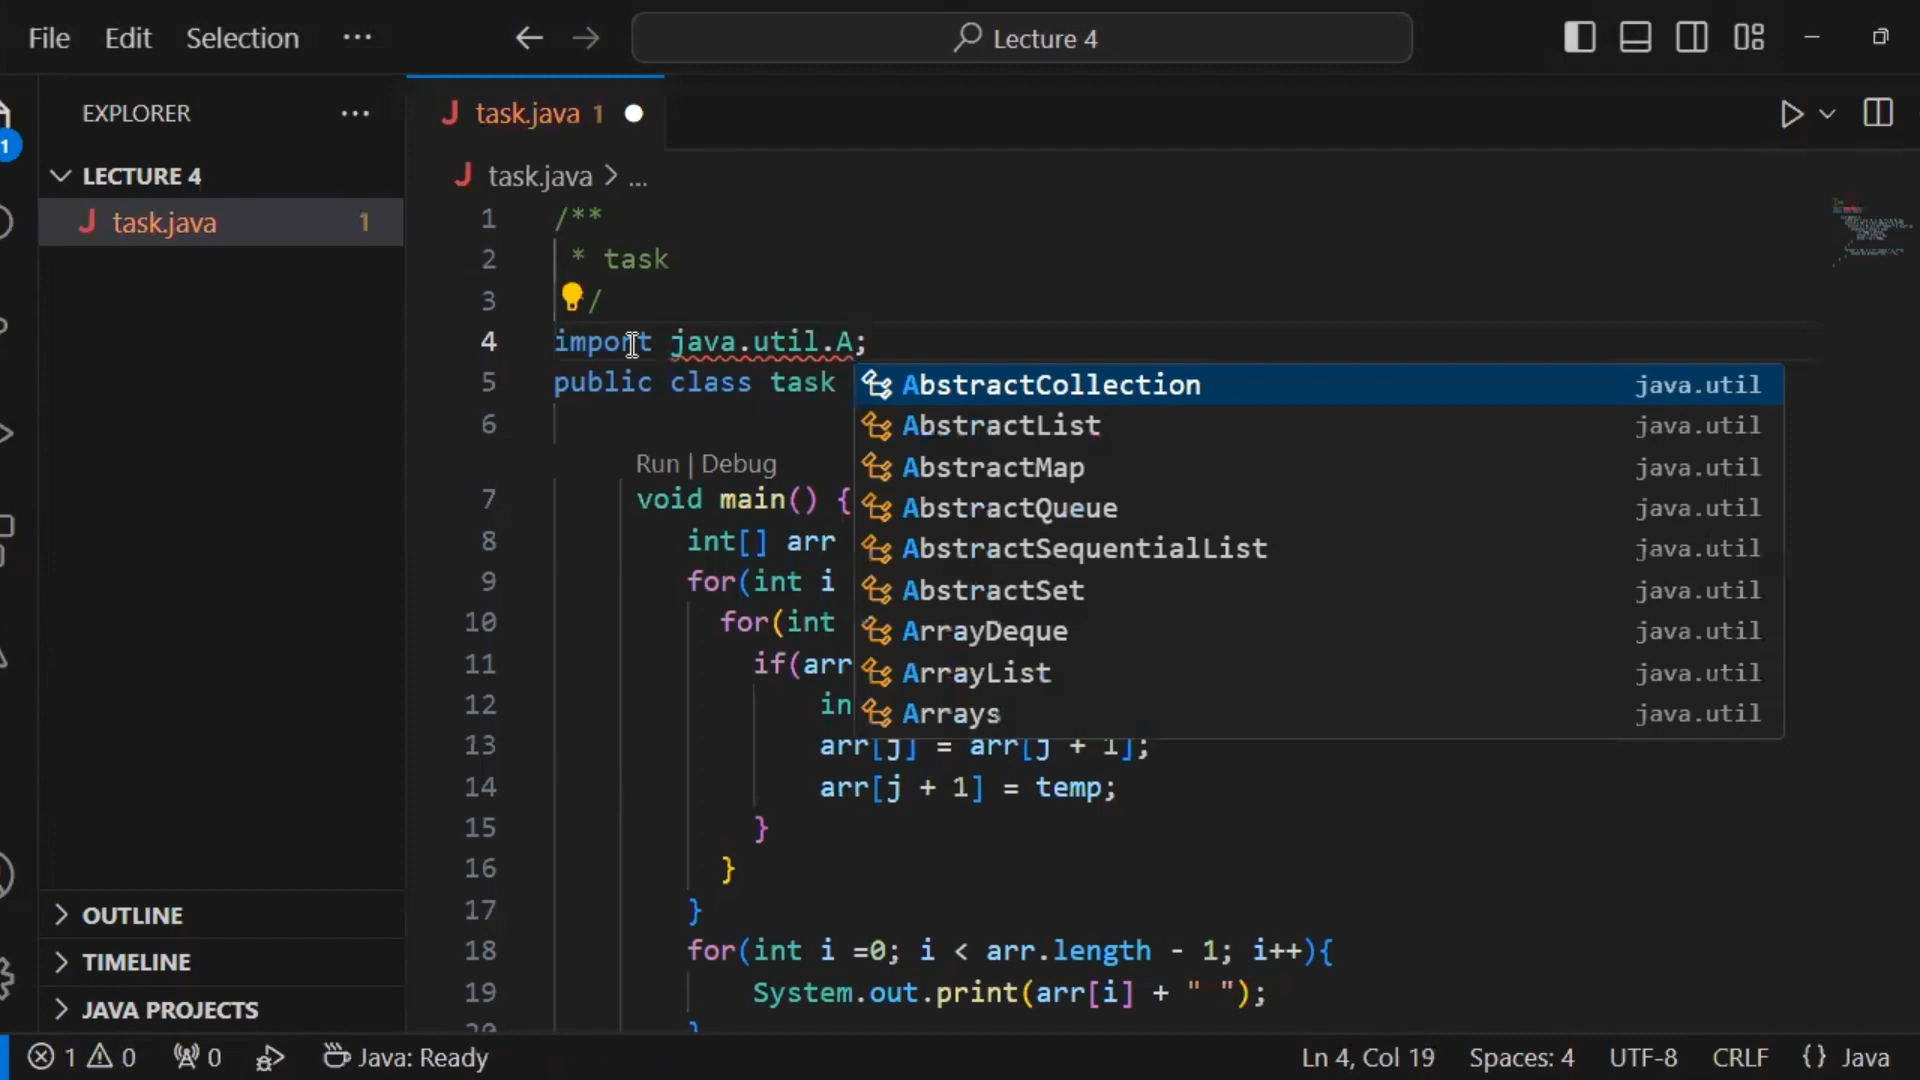 File Edit Selection ··· Lecture 4
EXPLORER ···
1
LECTURE 4
task.java 1
OUTLINE
TIMELINE
JAVA PROJECTS
task.java 1
task.java > ...
1 /**
2 * task
3 */
4 import java.util.A;
5 public class task
6
Run | Debug
7 void main() {
8 int[] arr
9 for(int i
10 for(int
11 if(arr
12 in
13 arr[j] = arr[j + 1];
14 arr[j + 1] = temp;
15 }
16 }
17 }
18 for(int i =0; i < arr.length - 1; i++){
19 System.out.print(arr[i] + " ");
20 }
AbstractCollection java.util
AbstractList java.util
AbstractMap java.util
AbstractQueue java.util
AbstractSequentialList java.util
AbstractSet java.util
ArrayDeque java.util
ArrayList java.util
Arrays java.util
1 0 0 Java: Ready Ln 4, Col 19 Spaces: 4 UTF-8 CRLF {} Java